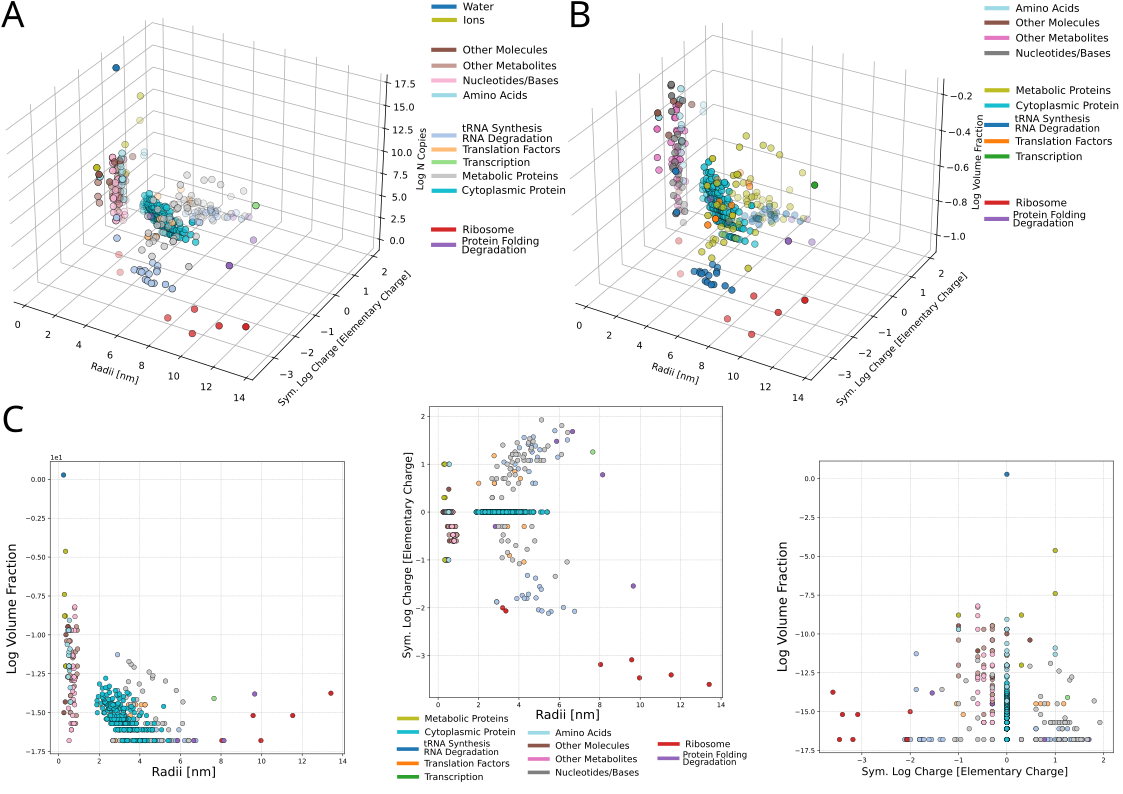 A
Water
Ions
Other Molecules
Other Metabolites
Nucleotides/Bases
Amino Acids
tRNA Synthesis
RNA Degradation
Translation Factors
Transcription
Metabolic Proteins
Cytoplasmic Protein
Ribosome
Protein Folding
Degradation
17.5
15.0
12.5
10.0
7.5
5.0
2.5
0.0
Log N Copies
2
1
0
−1
−2
−3
Sym. Log Charge [Elementary Charge]
0
2
4
6
8
10
12
14
Radii [nm]
B
Amino Acids
Other Molecules
Other Metabolites
Nucleotides/Bases
Metabolic Proteins
Cytoplasmic Protein
tRNA Synthesis
RNA Degradation
Translation Factors
Transcription
Ribosome
Protein Folding
Degradation
−0.2
−0.4
−0.6
−0.8
−1.0
Log Volume Fraction
2
1
0
−1
−2
−3
Sym. Log Charge [Elementary Charge]
0
2
4
6
8
10
12
14
Radii [nm]
C
1e1
0.00
−0.25
−0.50
−0.75
−1.00
−1.25
−1.50
−1.75
Log Volume Fraction
0
2
4
6
8
10
12
14
Radii [nm]
2
1
0
−1
−2
−3
Sym. Log Charge [Elementary Charge]
0
2
4
6
8
10
12
14
Radii [nm]
Metabolic Proteins
Cytoplasmic Protein
tRNA Synthesis
RNA Degradation
Translation Factors
Transcription
Amino Acids
Other Molecules
Other Metabolites
Nucleotides/Bases
Ribosome
Protein Folding
Degradation
0.0
−2.5
−5.0
−7.5
−10.0
−12.5
−15.0
−17.5
Log Volume Fraction
−3
−2
−1
0
1
2
Sym. Log Charge [Elementary Charge]